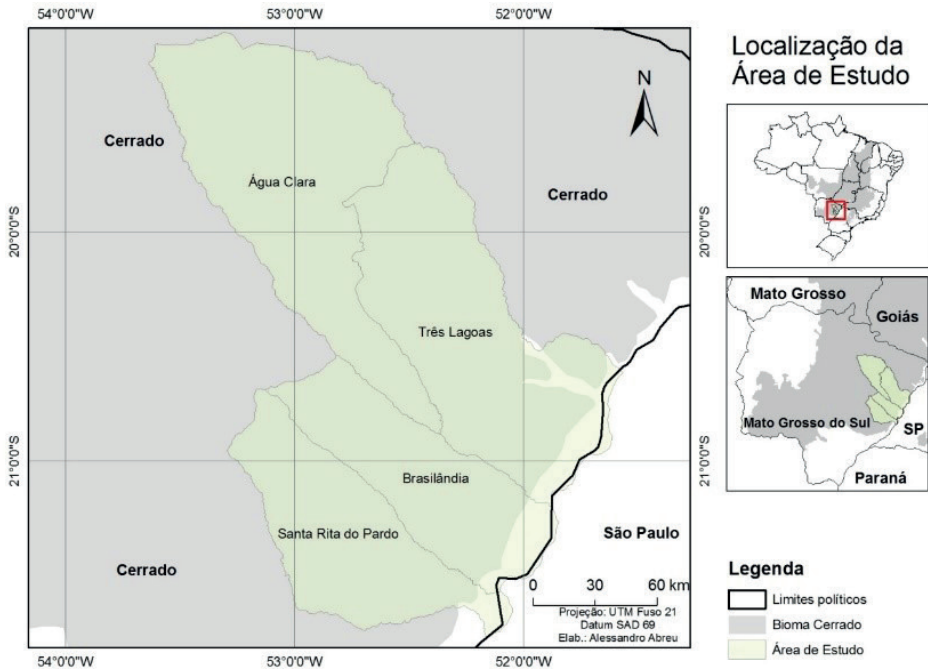 54°0'0"W
53°0'0"W
52°0'0"W
N
Cerrado
Água Clara
Cerrado
20°0'0"S
20°0'0"S
Três Lagoas
21°0'0"S
21°0'0"S
Brasilândia
Santa Rita do Pardo
São Paulo
Cerrado
0 30 60 km
Projeção: UTM Fuso 21
Datum SAD 69
Elab.: Alessandro Abreu
54°0'0"W
53°0'0"W
52°0'0"W
Localização da
Área de Estudo
Mato Grosso
Goiás
Mato Grosso do Sul
SP
Paraná
Legenda
Limites políticos
Bioma Cerrado
Área de Estudo